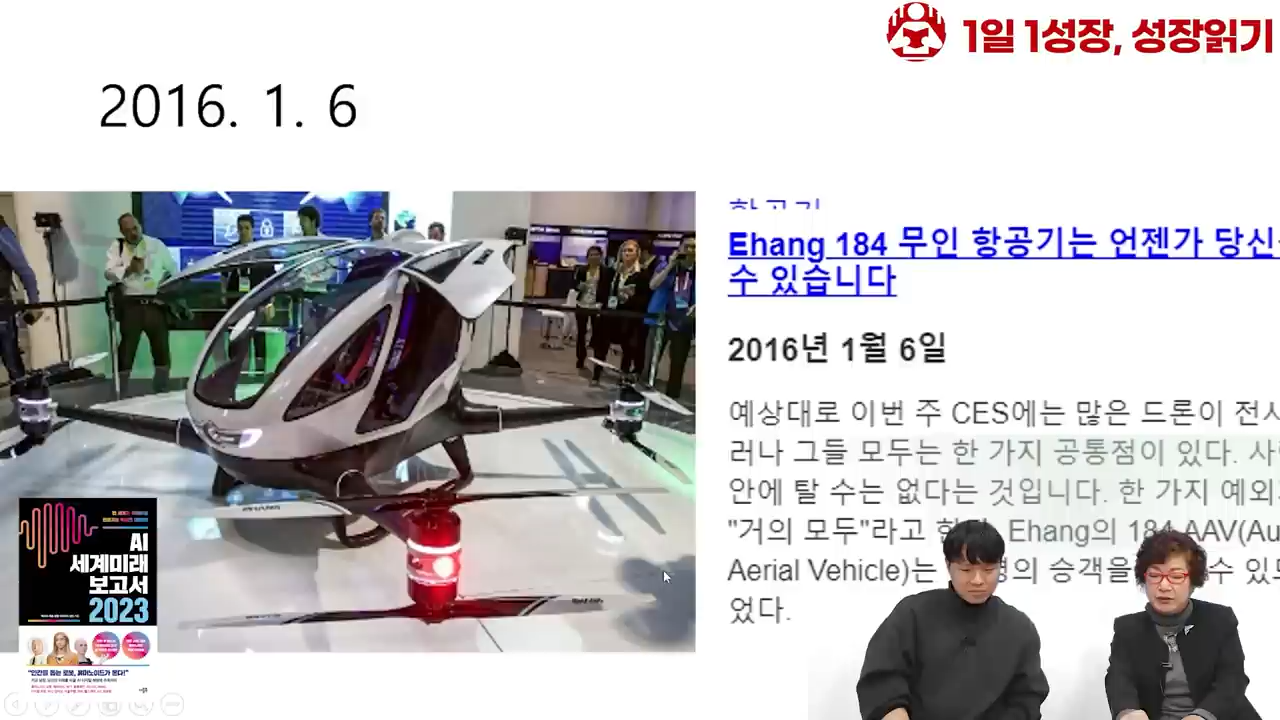 1일 1성장, 성장읽기
2016. 1. 6
Ehang 184 무인 항공기는 언젠가 당신
수 있습니다
2016년 1월 6일
예상대로 이번 주 CES에는 많은 드론이 전시
러나 그들 모두는 한 가지 공통점이 있다. 사
안에 탈 수는 없다는 것입니다. 한 가지 예외
"거의 모두"라고 Ehang의 184 AAV(Au
Aerial Vehicle)는 의 승객을 수 있
었다.
AI
세계미래
보고서
2023